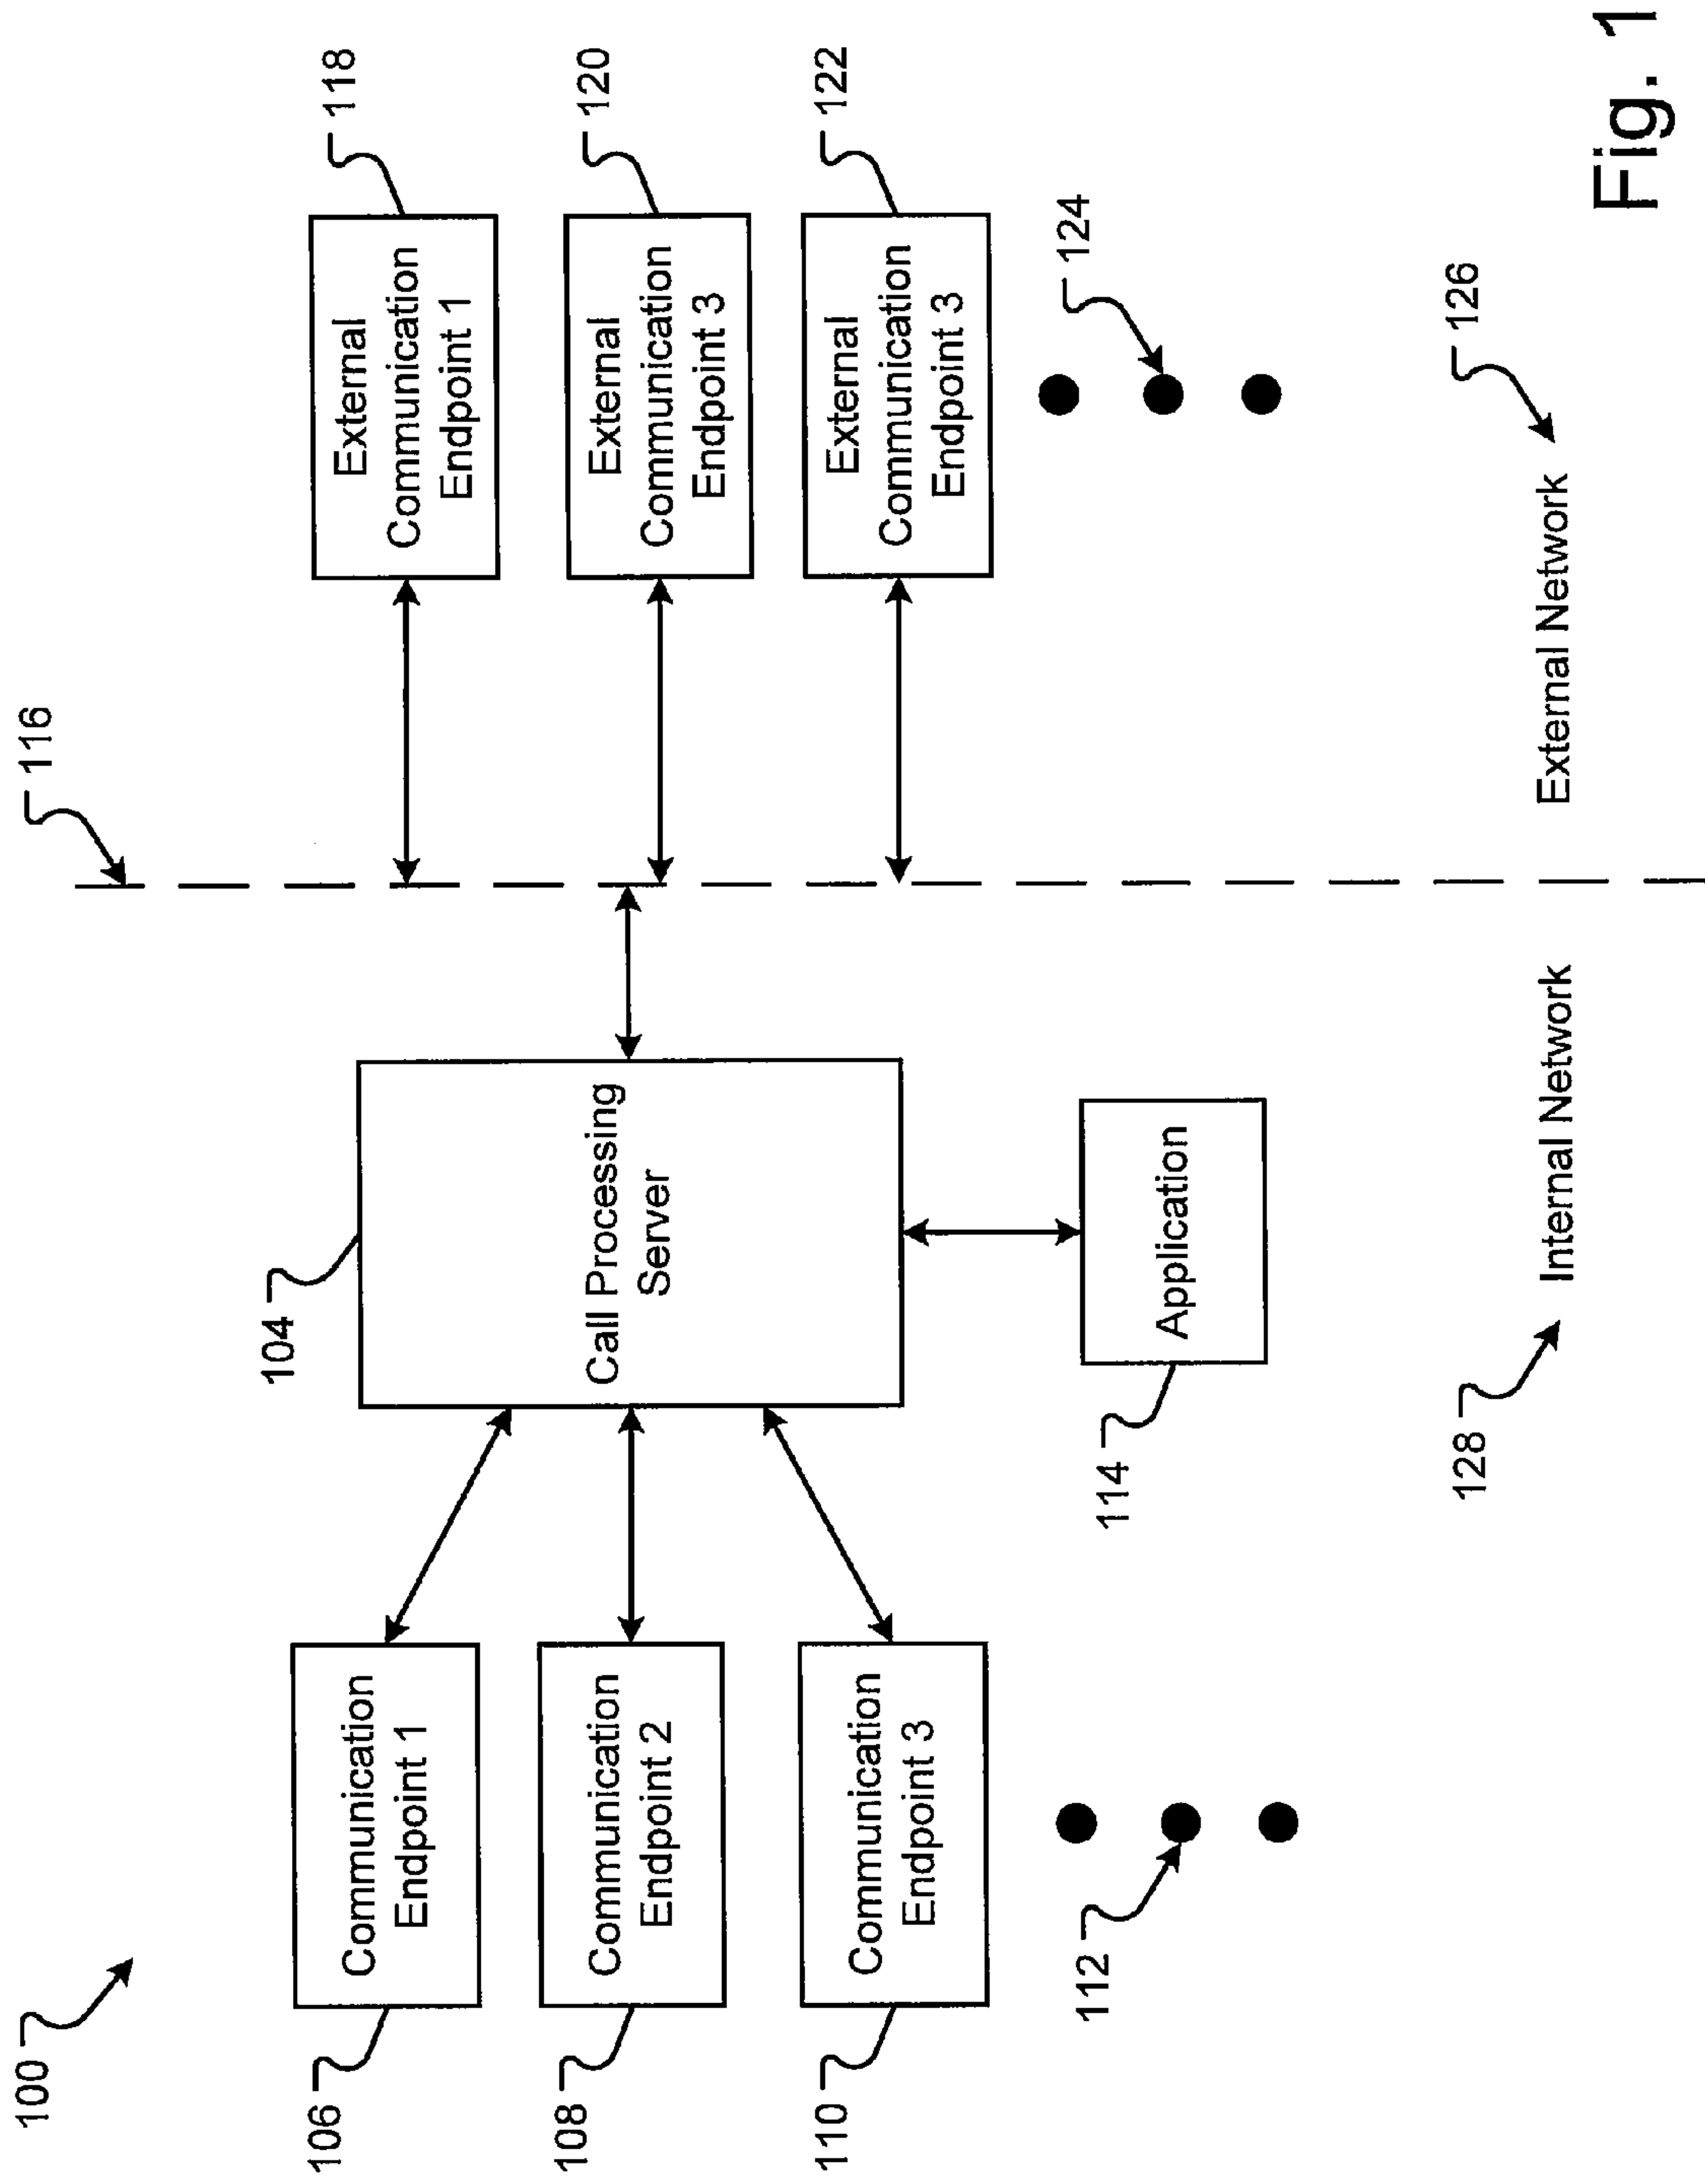 100
116
106
Communication
Endpoint 1
108
Communication
Endpoint 2
110
Communication
Endpoint 3
112
104
Call Processing
Server
114
Application
118
External
Communication
Endpoint 1
120
External
Communication
Endpoint 3
122
External
Communication
Endpoint 3
124
128
Internal Network
External Network
126
Fig. 1